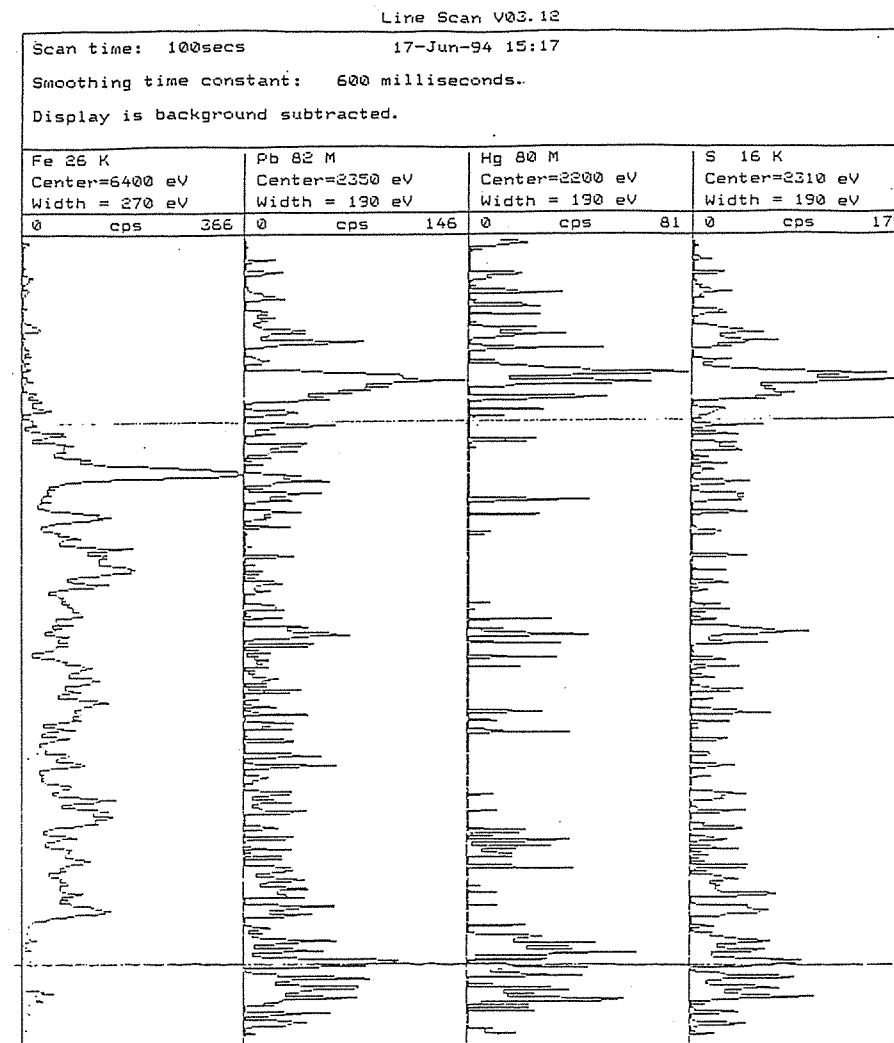 Line Scan V03.12
Scan time: 100secs 17-Jun-94 15:17
Smoothing time constant: 600 milliseconds.
Display is background subtracted.
Fe 26 K Pb 82 M Hg 80 M S 16 K
Center=6400 eV Center=2350 eV Center=2200 eV Center=2310 eV
Width = 270 eV Width = 190 eV Width = 190 eV Width = 190 eV
0 cps 366 0 cps 146 0 cps 81 0 cps 17